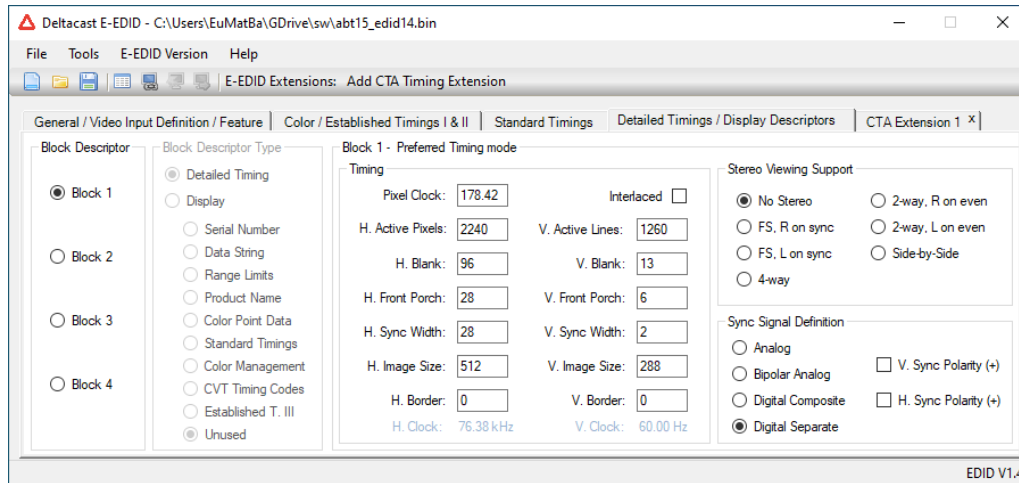 Deltacast E-EDID - C:\Users\EuMatBa\GDrive\sw\abt15_edid14.bin
File Tools E-EDID Version Help
E-EDID Extensions: Add CTA Timing Extension
General / Video Input Definition / Feature Color / Established Timings I & II Standard Timings Detailed Timings / Display Descriptors CTA Extension 1 x
Block Descriptor
Block 1
Block 2
Block 3
Block 4
Block Descriptor Type
Detailed Timing
Display
Serial Number
Data String
Range Limits
Product Name
Color Point Data
Standard Timings
Color Management
CVT Timing Codes
Established T. III
Unused
Block 1 - Preferred Timing mode
Timing
Pixel Clock: 178.42 Interlaced
H. Active Pixels: 2240 V. Active Lines: 1260
H. Blank: 96 V. Blank: 13
H. Front Porch: 28 V. Front Porch: 6
H. Sync Width: 28 V. Sync Width: 2
H. Image Size: 512 V. Image Size: 288
H. Border: 0 V. Border: 0
H. Clock: 76.38 kHz V. Clock: 60.00 Hz
Stereo Viewing Support
No Stereo 2-way, R on even
FS, R on sync 2-way, L on even
FS, L on sync Side-by-Side
4-way
Sync Signal Definition
Analog
Bipolar Analog
Digital Composite
Digital Separate
V. Sync Polarity (+)
H. Sync Polarity (+)
EDID V1.4